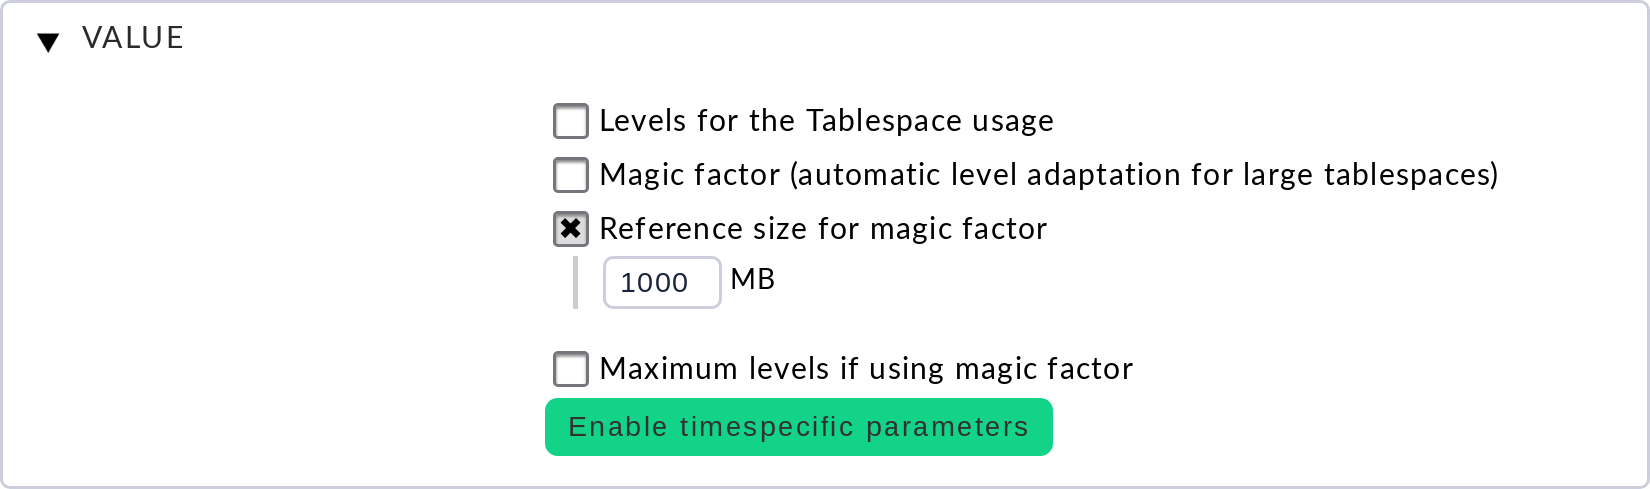 VALUE
Levels for the Tablespace usage
Magic factor (automatic level adaptation for large tablespaces)
Reference size for magic factor
1000 MB
Maximum levels if using magic factor
Enable timespecific parameters